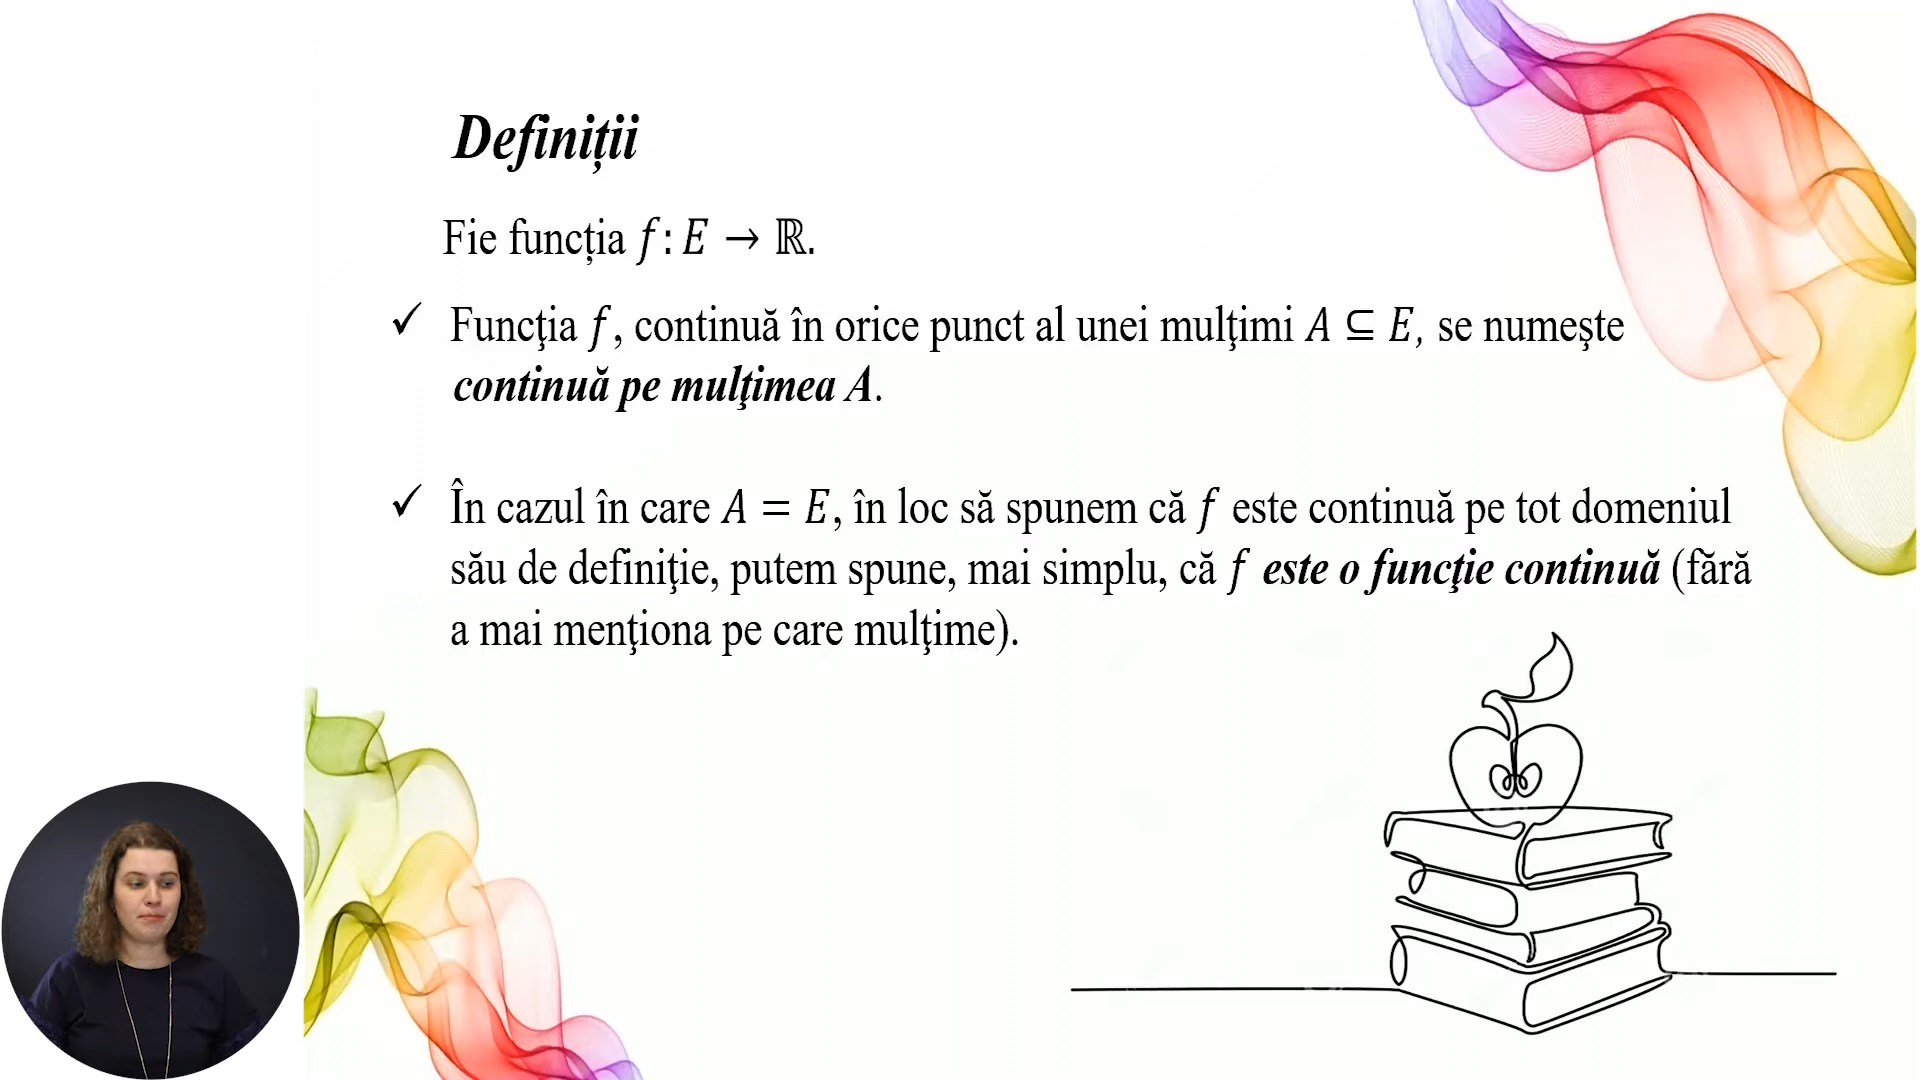 Definiții
Fie funcția f: E → ℝ.
✓ Funcţia f, continuă în orice punct al unei mulţimi A ⊆ E, se numeşte
continuă pe mulţimea A.
✓ În cazul în care A = E, în loc să spunem că f este continuă pe tot domeniul
său de definiţie, putem spune, mai simplu, că f este o funcţie continuă (fără
a mai menţiona pe care mulţime).